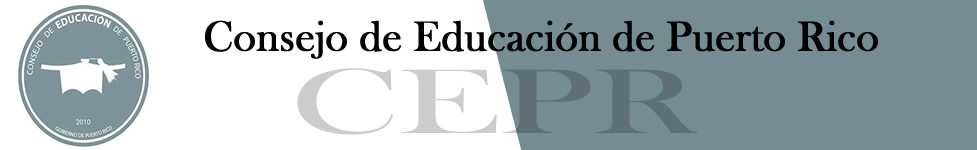 CONSEJO DE EDUCACIÓN DE PUERTO RICO
2010
GOBIERNO DE PUERTO RICO
Consejo de Educación de Puerto Rico
CEPR